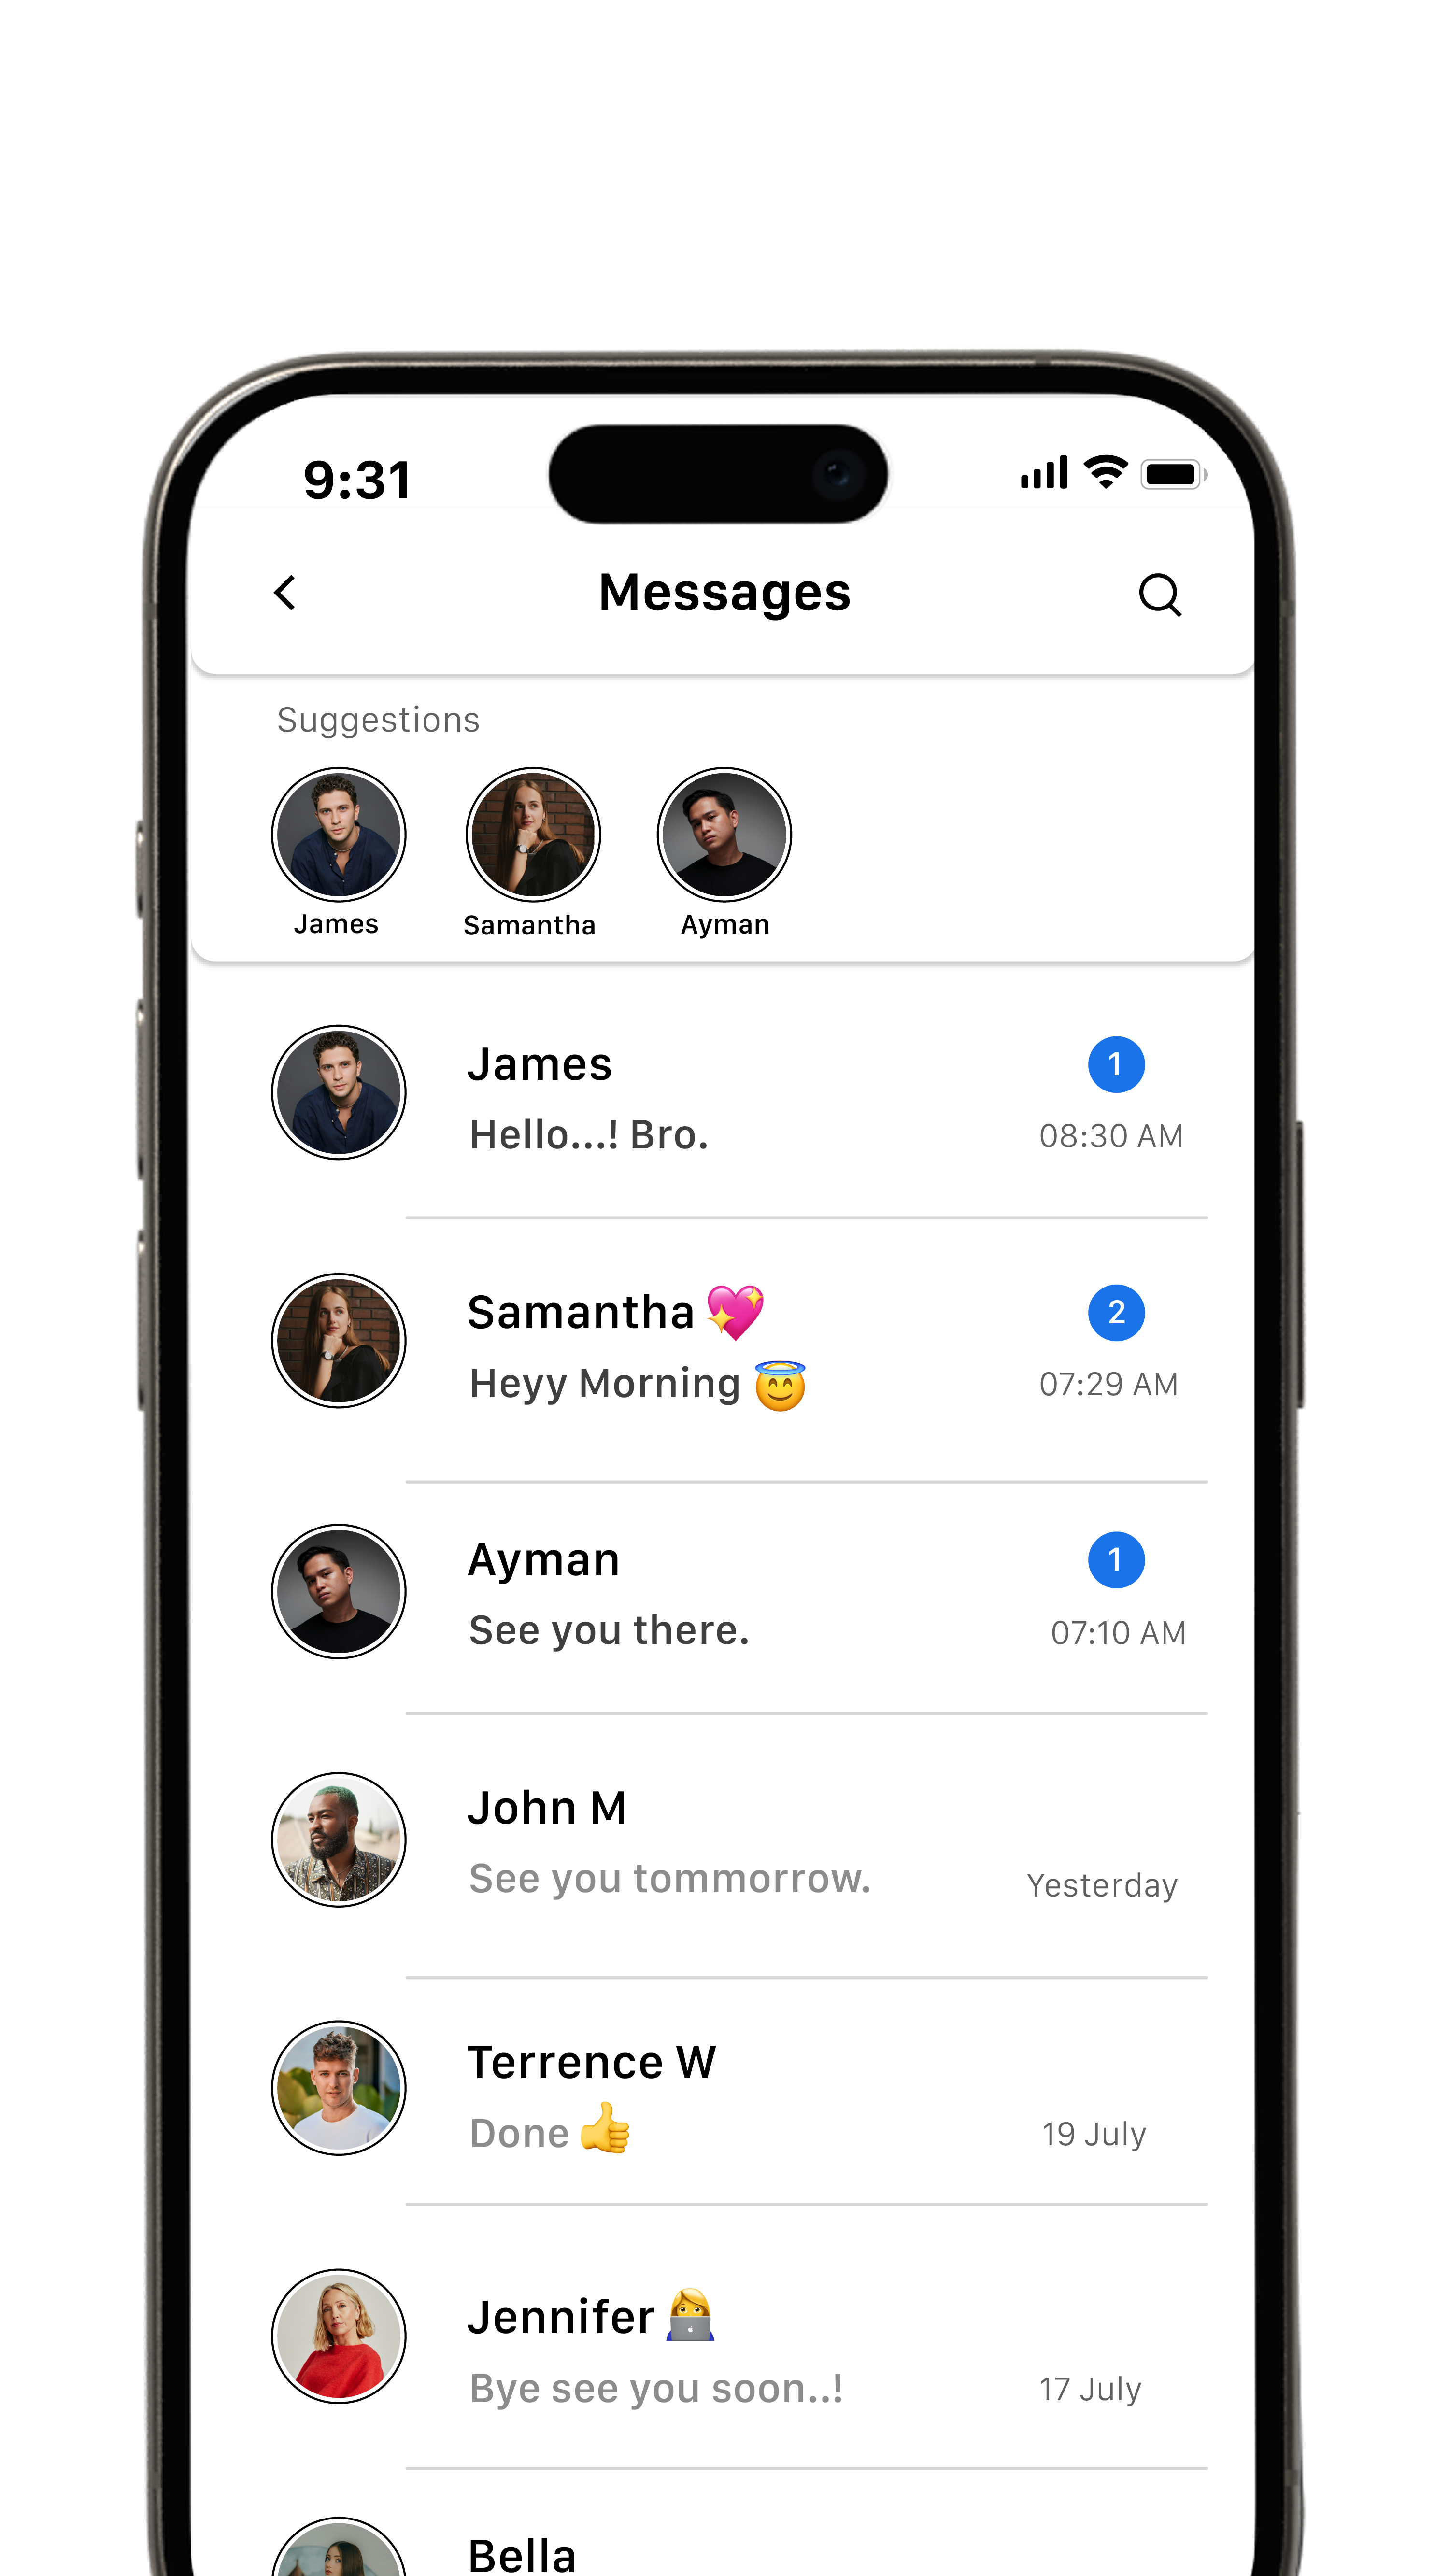 9:31
Messages
Suggestions
James Samantha Ayman
James 1
Hello...! Bro. 08:30 AM
Samantha 💖 2
Heyy Morning 😇 07:29 AM
Ayman 1
See you there. 07:10 AM
John M
See you tommorrow. Yesterday
Terrence W
Done 👍 19 July
Jennifer 👩‍💻
Bye see you soon..! 17 July
Bella